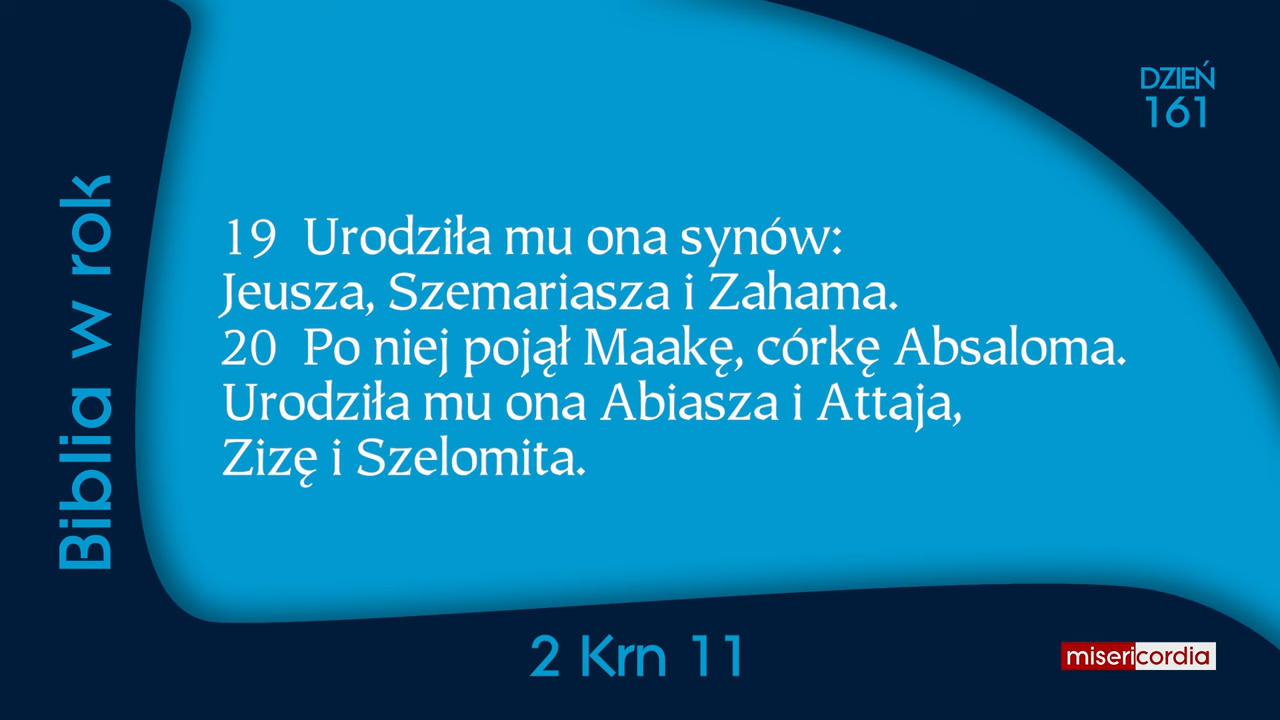 DZIEŃ
161
Biblia w rok
19 Urodziła mu ona synów:
Jeusza, Szemariasza i Zahama.
20 Po niej pojął Maakę, córkę Absaloma.
Urodziła mu ona Abiasza i Attaja,
Zizę i Szelomita.
2 Krn 11
misericordia